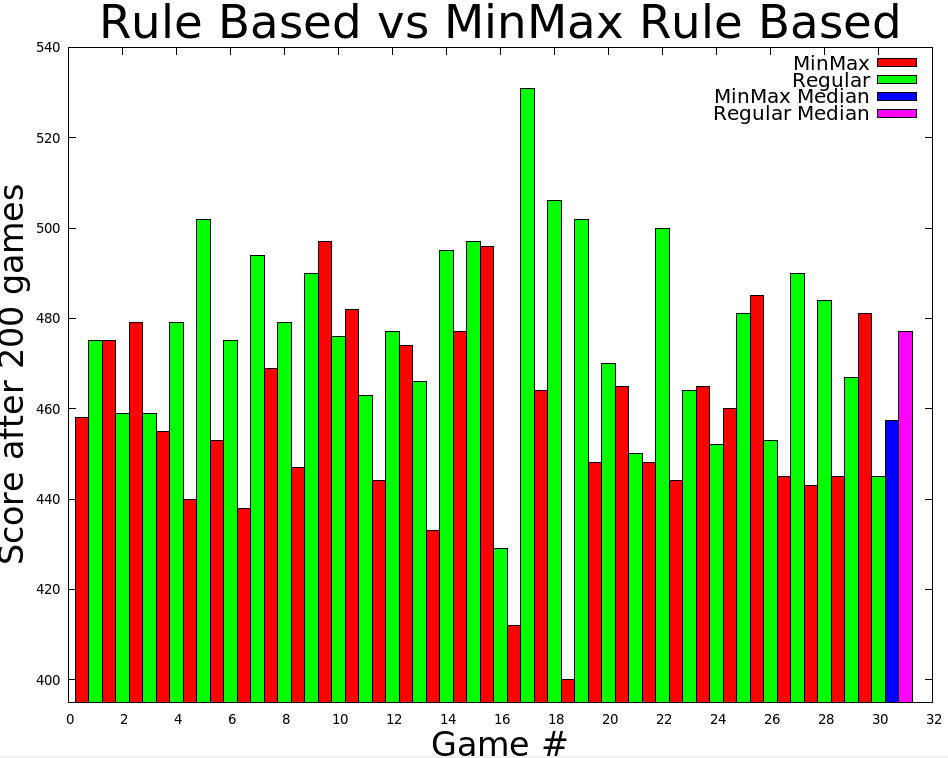 Rule Based vs MinMax Rule Based
MinMax
Regular
MinMax Median
Regular Median
Score after 200 games
540
520
500
480
460
440
420
400
0 2 4 6 8 10 12 14 16 18 20 22 24 26 28 30 32
Game #